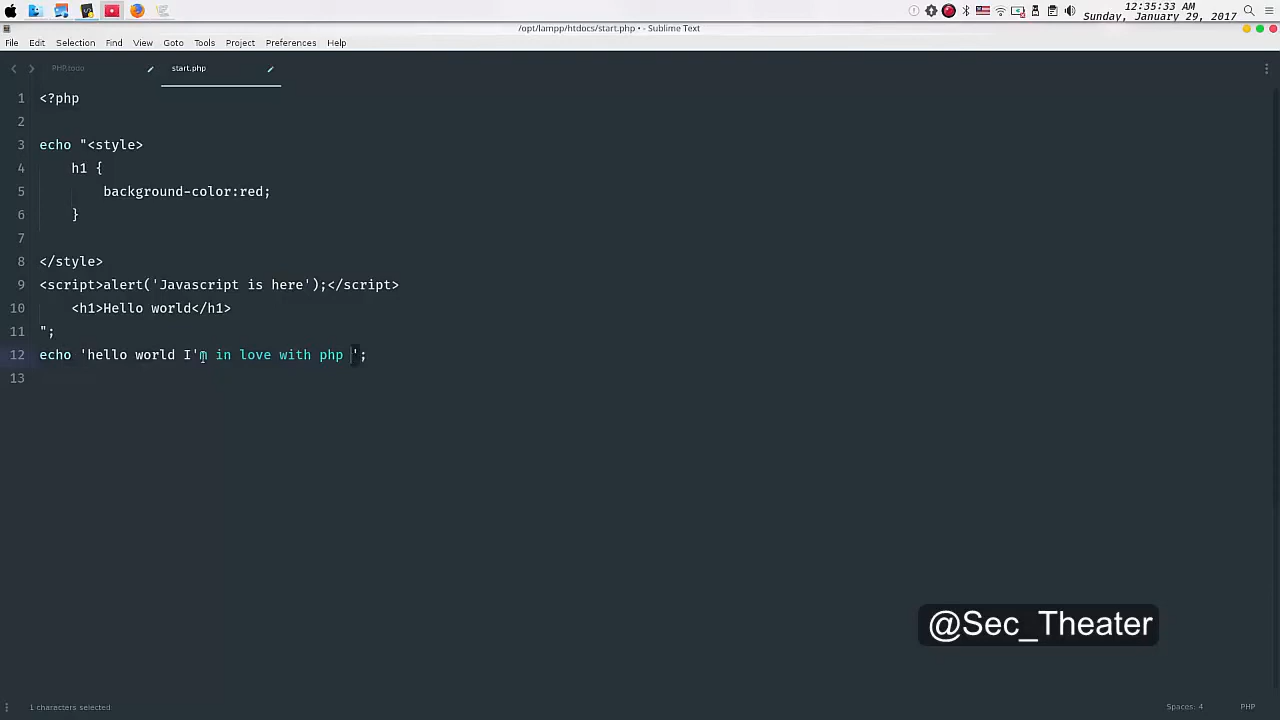 12:35:33 AM
Sunday, January 29, 2017
/opt/lampp/htdocs/start.php • - Sublime Text
File Edit Selection Find View Goto Tools Project Preferences Help
PHP.todo start.php
1 <?php
2
3 echo "<style>
4 h1 {
5 background-color:red;
6 }
7
8 </style>
9 <script>alert('Javascript is here');</script>
10 <h1>Hello world</h1>
11 ";
12 echo 'hello world I'm in love with php ';
13
@Sec_Theater
1 characters selected Spaces: 4 PHP